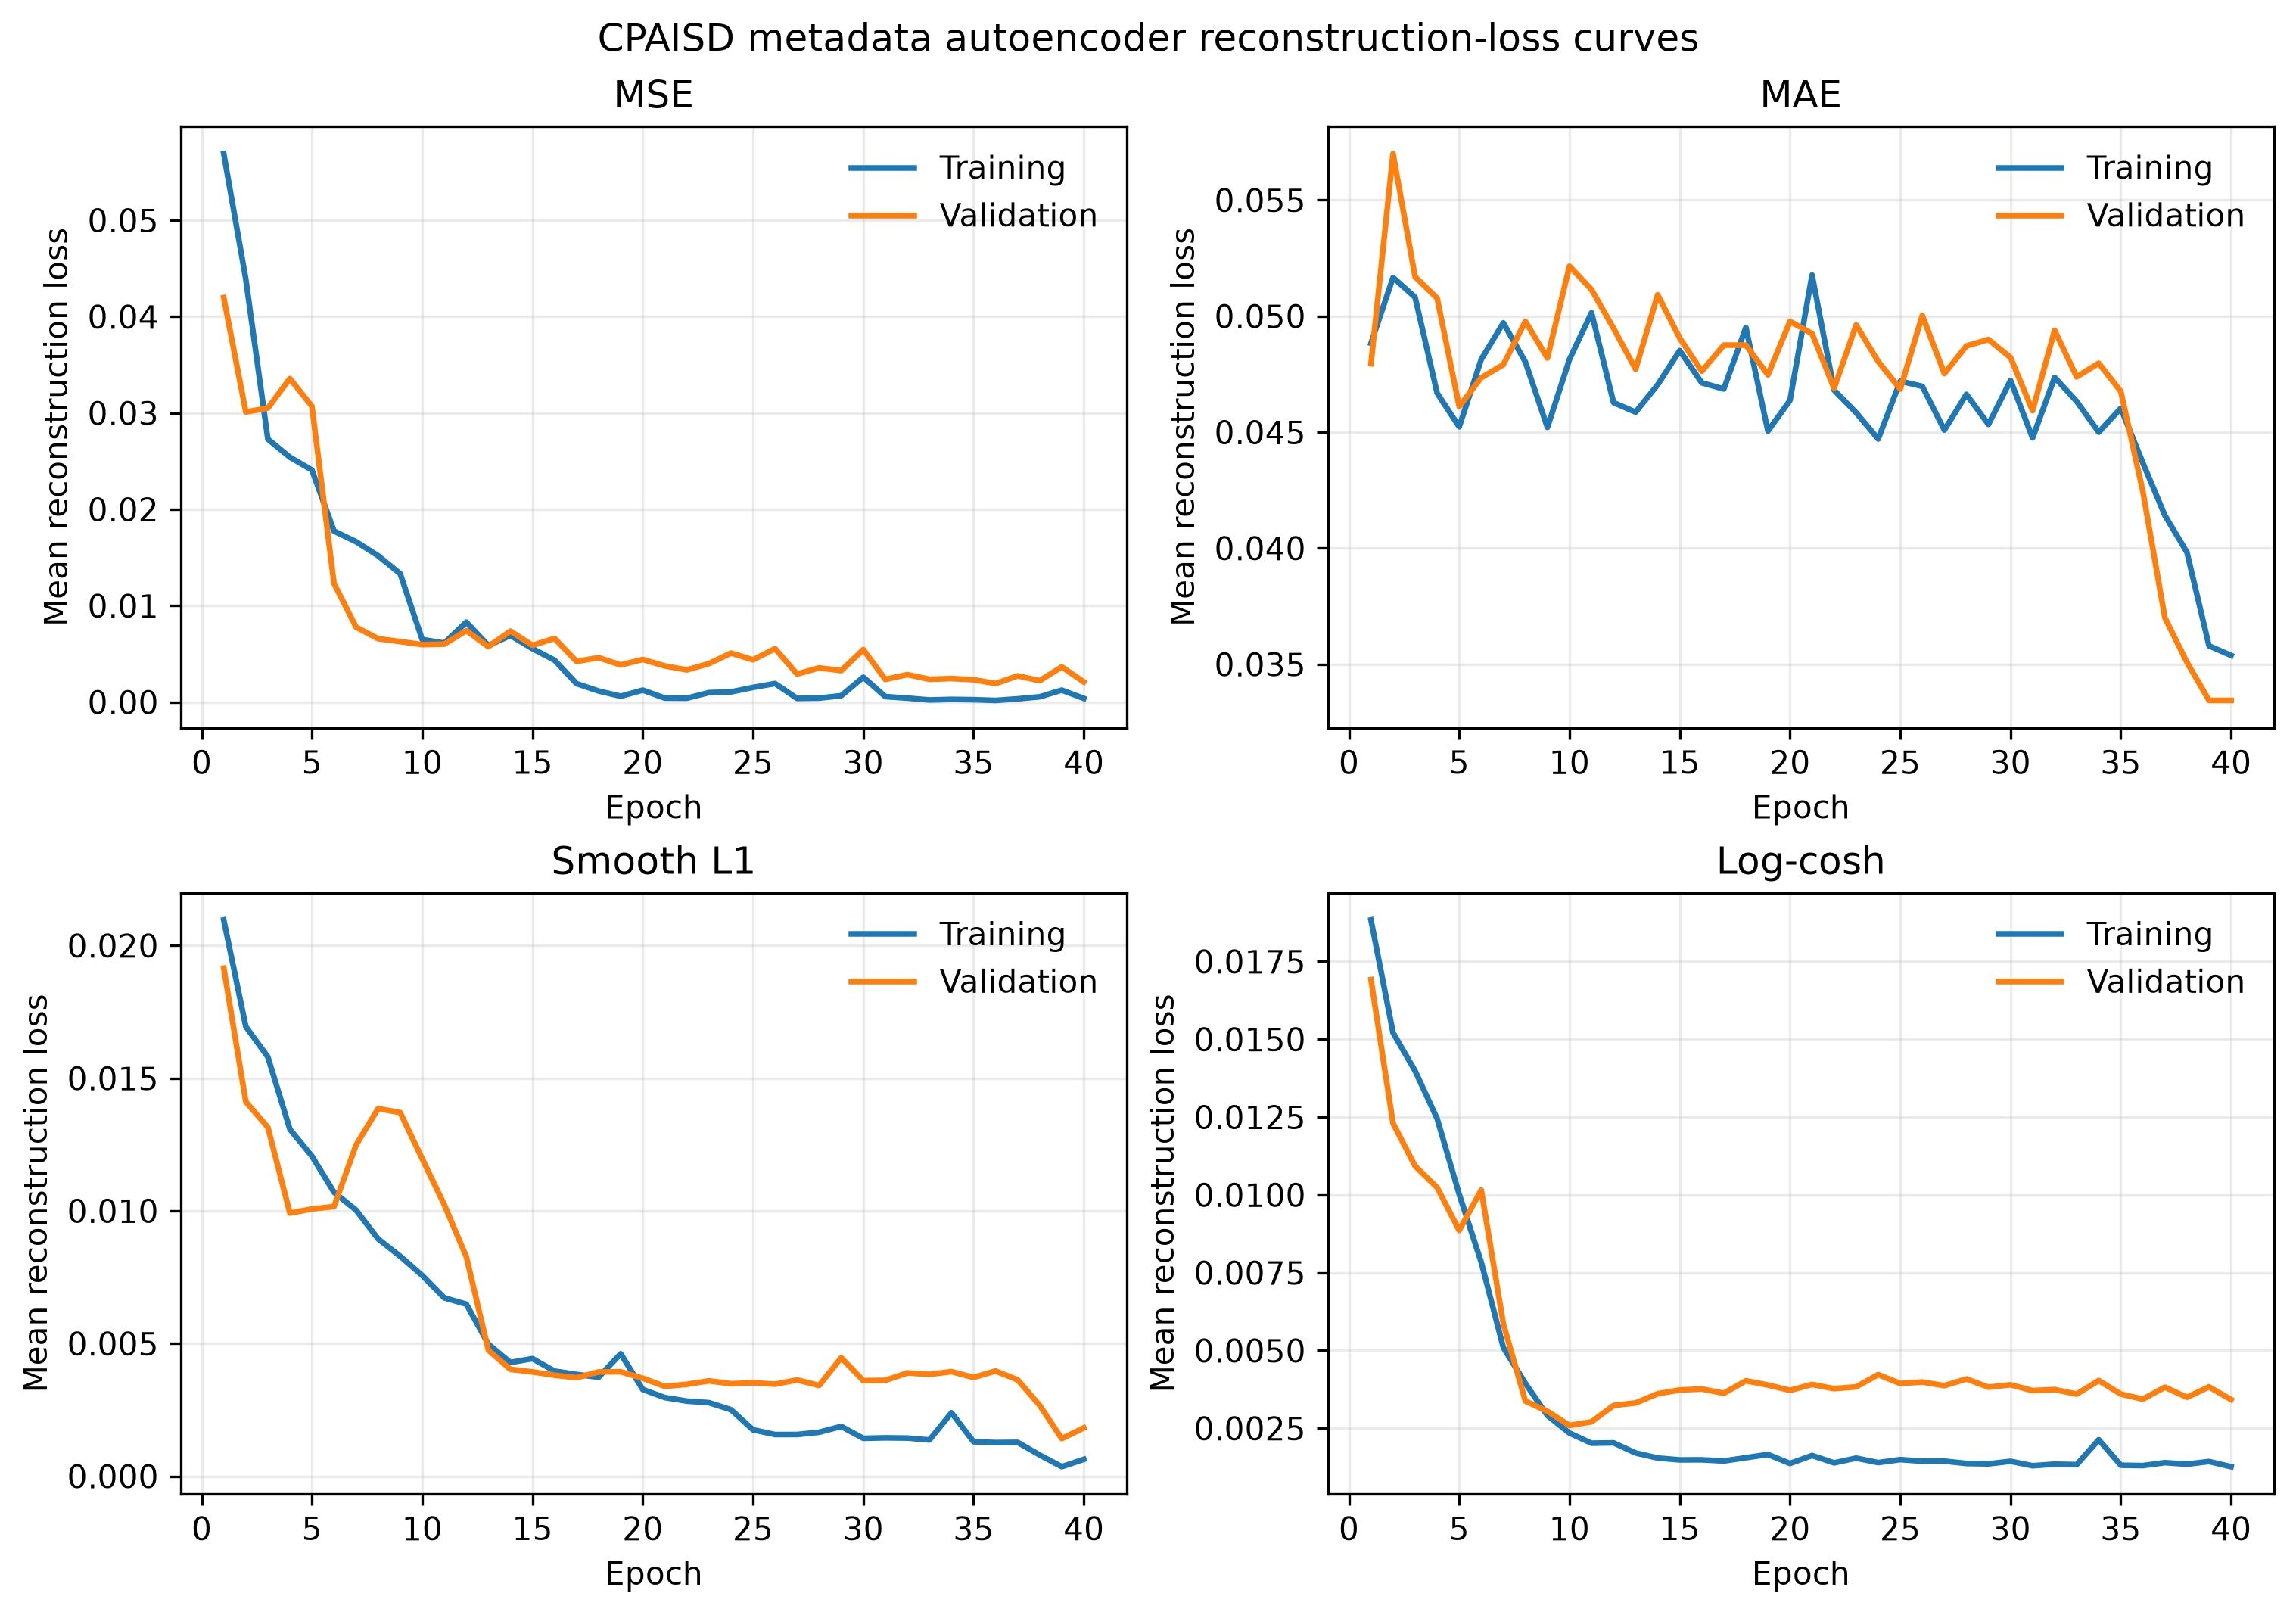 CPAISD metadata autoencoder reconstruction-loss curves
MSE
Mean reconstruction loss
0.05
0.04
0.03
0.02
0.01
0.00
Training
Validation
0 5 10 15 20 25 30 35 40
Epoch
MAE
Mean reconstruction loss
0.055
0.050
0.045
0.040
0.035
Training
Validation
0 5 10 15 20 25 30 35 40
Epoch
Smooth L1
Mean reconstruction loss
0.020
0.015
0.010
0.005
0.000
Training
Validation
0 5 10 15 20 25 30 35 40
Epoch
Log-cosh
Mean reconstruction loss
0.0175
0.0150
0.0125
0.0100
0.0075
0.0050
0.0025
Training
Validation
0 5 10 15 20 25 30 35 40
Epoch